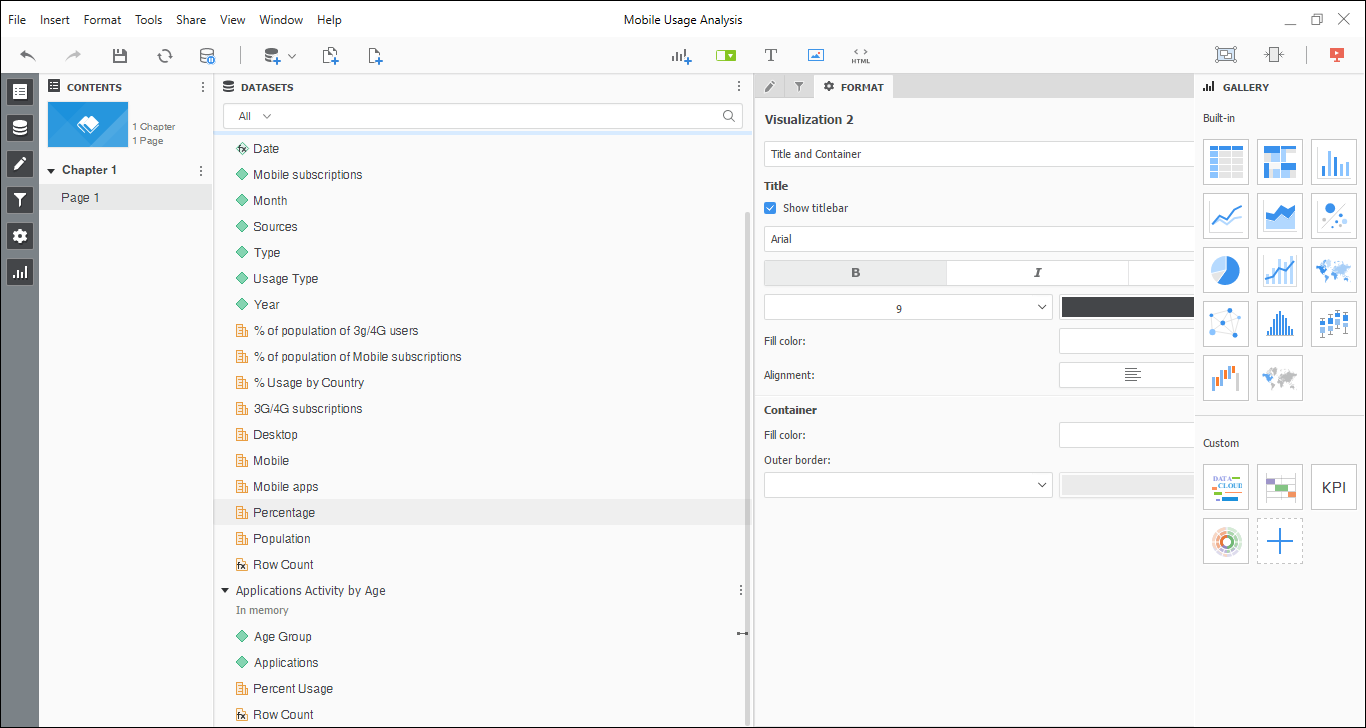 File Insert Format Tools Share View Window Help
Mobile Usage Analysis
HTML
CONTENTS
1 Chapter
1 Page
Chapter 1
Page 1
DATASETS
All
fx Date
Mobile subscriptions
Month
Sources
Type
Usage Type
Year
% of population of 3g/4G users
% of population of Mobile subscriptions
% Usage by Country
3G/4G subscriptions
Desktop
Mobile
Mobile apps
Percentage
Population
fx Row Count
Applications Activity by Age
In memory
Age Group
Applications
Percent Usage
fx Row Count
FORMAT
Visualization 2
Title and Container
Title
Show titlebar
Arial
B I
9
Fill color:
Alignment:
Container
Fill color:
Outer border:
GALLERY
Built-in
Custom
DATA
CLOUD
KPI